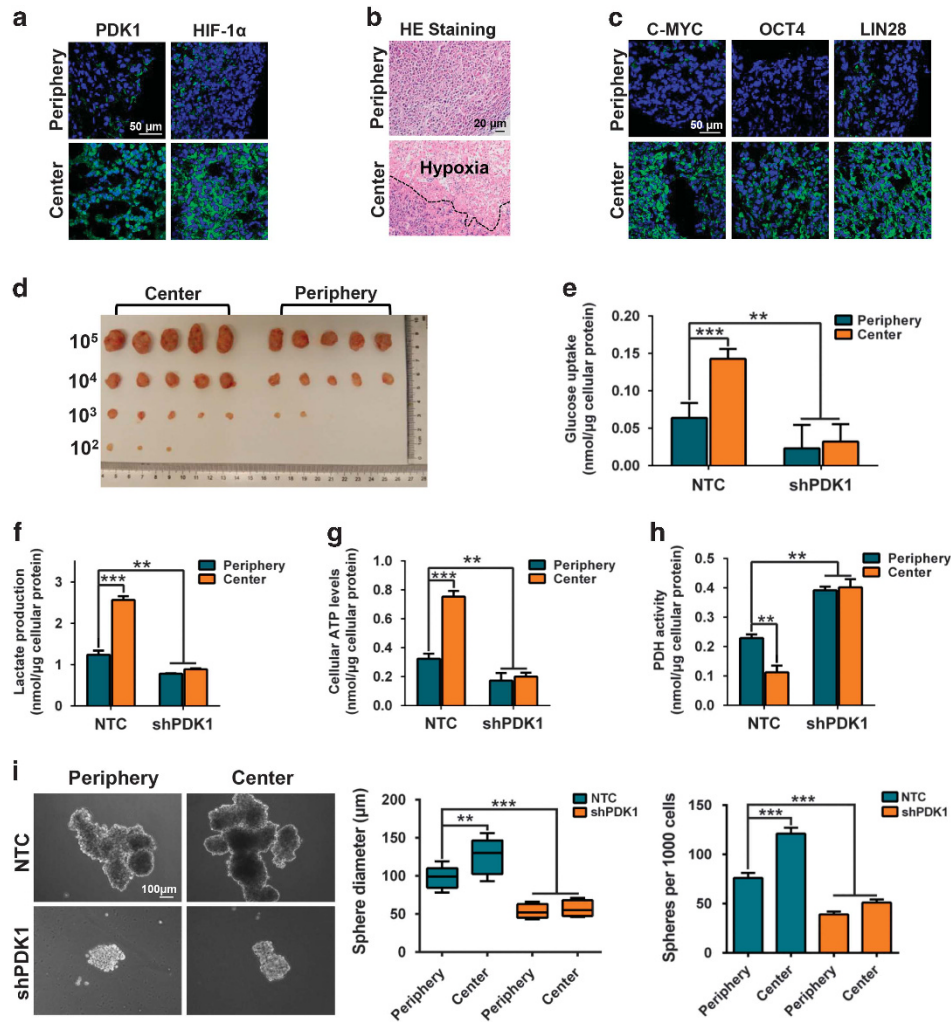 a
PDK1 HIF-1α
Periphery
50 µm
Center
b
HE Staining
Periphery
20 µm
Center
Hypoxia
c
C-MYC OCT4 LIN28
Periphery
50 µm
Center
d
Center Periphery
10⁵
10⁴
10³
10²
e
Glucose uptake
(nmol/µg cellular protein)
0.20
0.15
0.10
0.05
0.00
**
***
Periphery
Center
NTC shPDK1
f
Lactate production
(nmol/µg cellular protein)
3
2
1
0
**
***
Periphery
Center
NTC shPDK1
g
Cellular ATP levels
(nmol/µg cellular protein)
1.0
0.8
0.6
0.4
0.2
0.0
**
***
Periphery
Center
NTC shPDK1
h
PDH activity
(nmol/µg cellular protein)
0.5
0.4
0.3
0.2
0.1
0.0
**
**
Periphery
Center
NTC shPDK1
i
Periphery Center
NTC
100µm
shPDK1
Sphere diameter (µm)
200
150
100
50
0
***
**
NTC
shPDK1
Periphery Center Periphery Center
Spheres per 1000 cells
150
100
50
0
***
***
NTC
shPDK1
Periphery Center Periphery Center